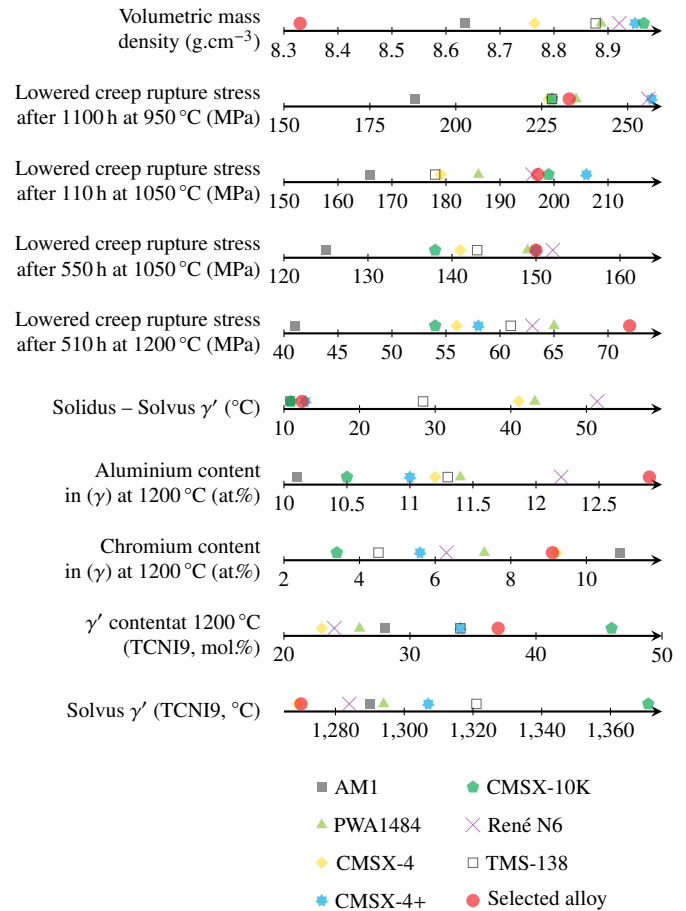 Volumetric mass
density (g.cm⁻³)
8.3 8.4 8.5 8.6 8.7 8.8 8.9
Lowered creep rupture stress
after 1100 h at 950 °C (MPa)
150 175 200 225 250
Lowered creep rupture stress
after 110 h at 1050 °C (MPa)
150 160 170 180 190 200 210
Lowered creep rupture stress
after 550 h at 1050 °C (MPa)
120 130 140 150 160
Lowered creep rupture stress
after 510 h at 1200 °C (MPa)
40 45 50 55 60 65 70
Solidus – Solvus γ′ (°C)
10 20 30 40 50
Aluminium content
in (γ) at 1200 °C (at%)
10 10.5 11 11.5 12 12.5
Chromium content
in (γ) at 1200 °C (at%)
2 4 6 8 10
γ′ contentat 1200 °C
(TCNI9, mol.%)
20 30 40 50
Solvus γ′ (TCNI9, °C)
1,280 1,300 1,320 1,340 1,360
AM1 CMSX-10K
PWA1484 René N6
CMSX-4 TMS-138
CMSX-4+ Selected alloy